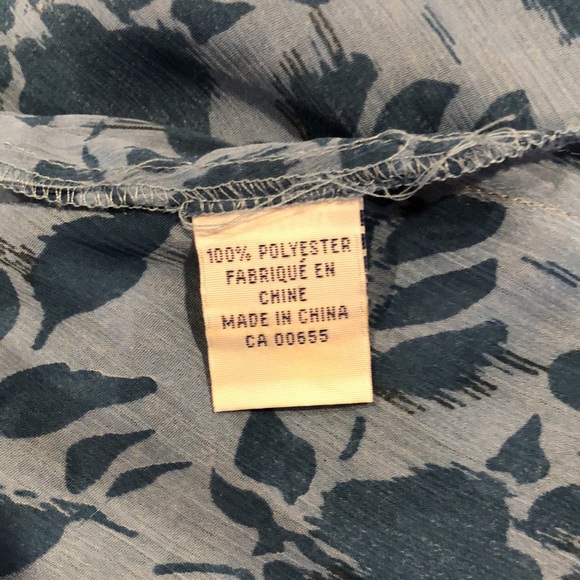 100% POLYESTER
FABRIQUÉ EN
CHINE
MADE IN CHINA
CA 00655